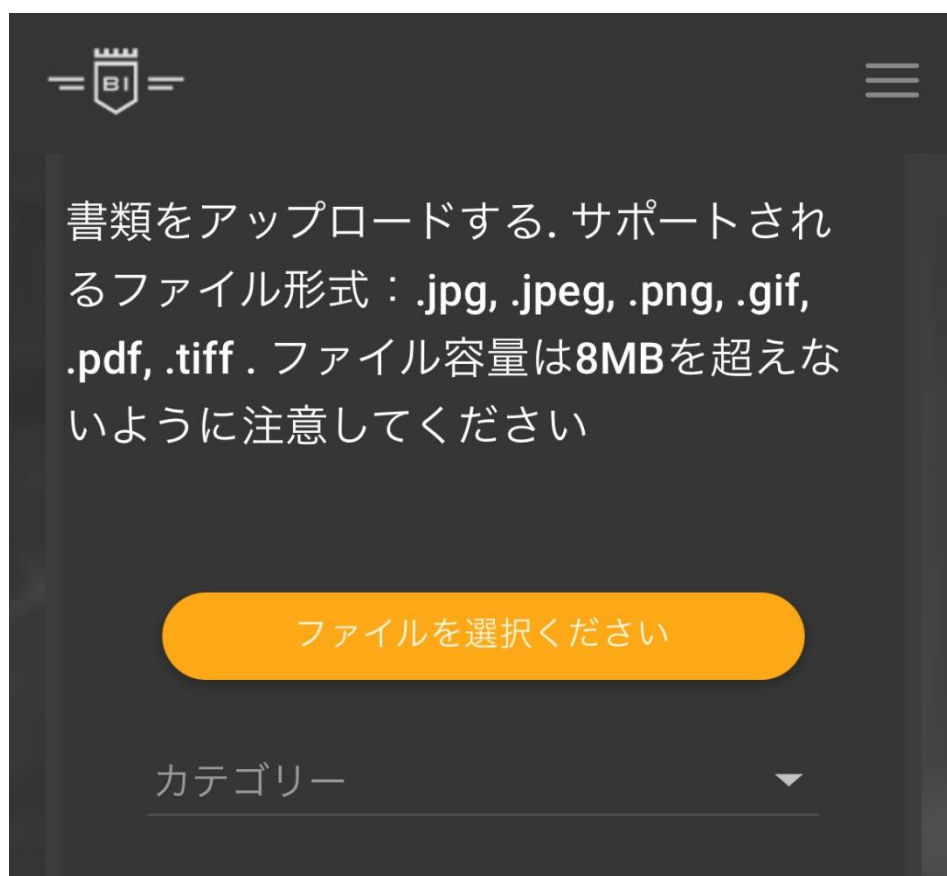 BI
書類をアップロードする. サポートされ
るファイル形式：.jpg, .jpeg, .png, .gif,
.pdf, .tiff . ファイル容量は8MBを超えな
いように注意してください
ファイルを選択ください
カテゴリー